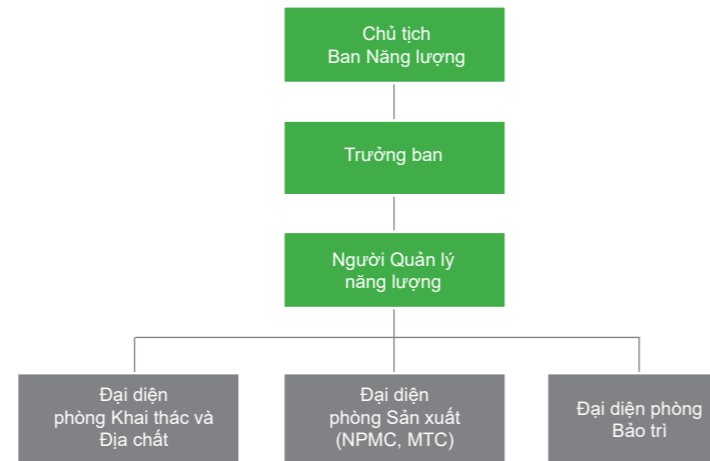 Chủ tịch
Ban Năng lượng
Trưởng ban
Người Quản lý
năng lượng
Đại diện
phòng Khai thác và
Địa chất
Đại diện
phòng Sản xuất
(NPMC, MTC)
Đại diện phòng
Bảo trì